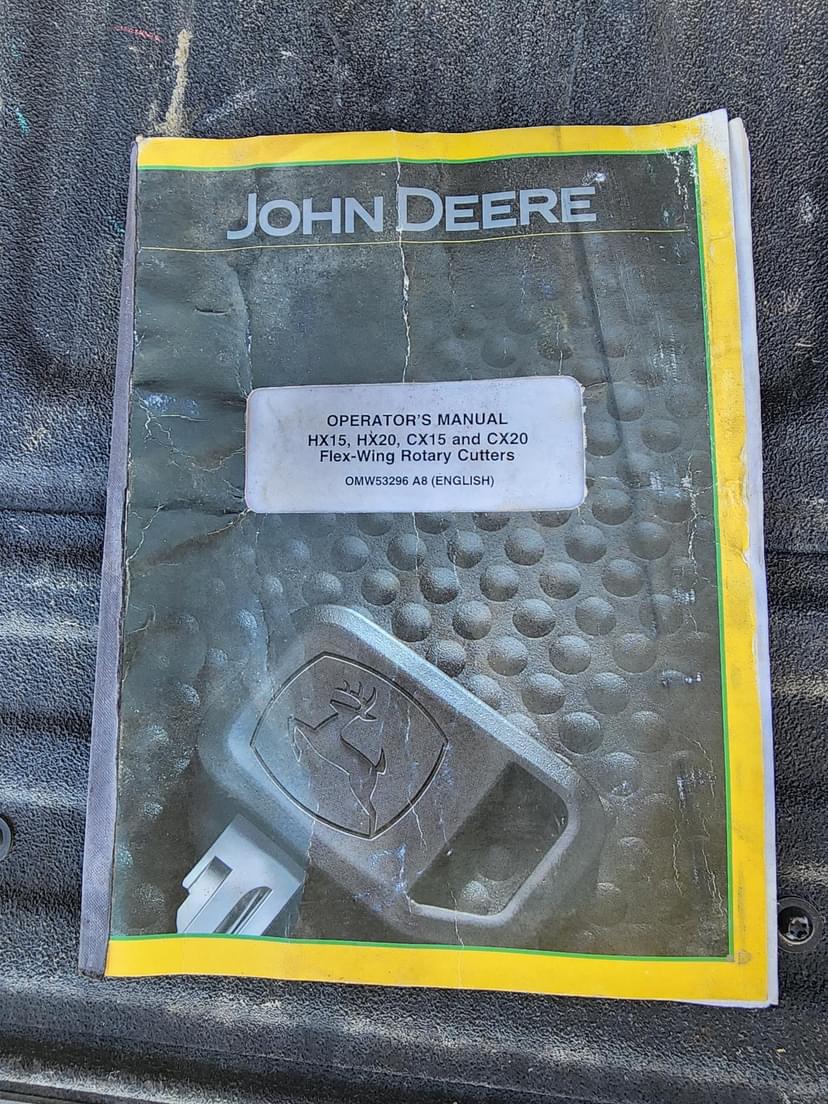 JOHN DEERE
OPERATOR'S MANUAL
HX15, HX20, CX15 and CX20
Flex-Wing Rotary Cutters
OMW53296 A8 (ENGLISH)